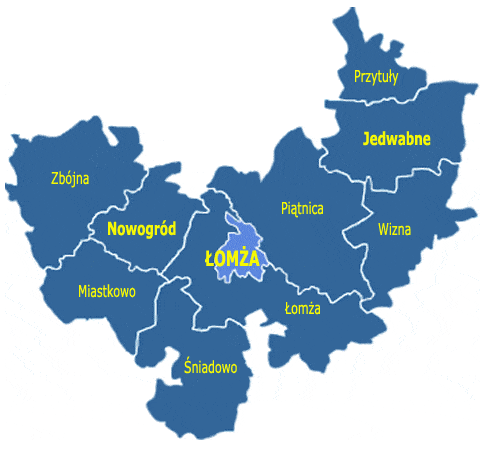 Przytuły
Jedwabne
Zbójna
Piątnica
Nowogród
Wizna
ŁOMŻA
Miastkowo
Łomża
Śniadowo